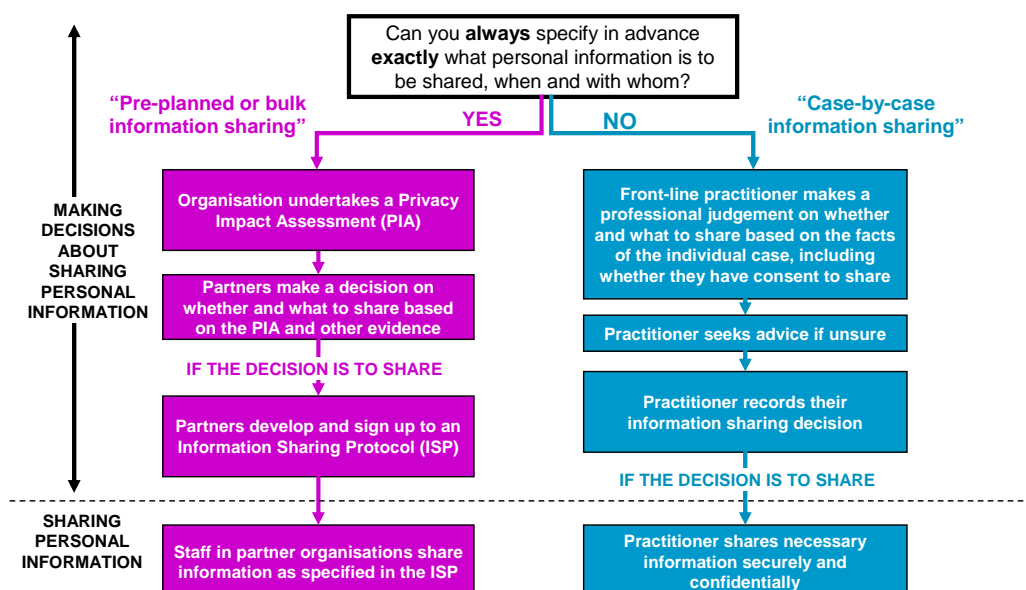 Can you always specify in advance
exactly what personal information is to
be shared, when and with whom?
“Pre-planned or bulk
information sharing”
YES
NO
“Case-by-case
information sharing”
MAKING
DECISIONS
ABOUT
SHARING
PERSONAL
INFORMATION
Organisation undertakes a Privacy
Impact Assessment (PIA)
Partners make a decision on
whether and what to share based
on the PIA and other evidence
IF THE DECISION IS TO SHARE
Partners develop and sign up to an
Information Sharing Protocol (ISP)
Front-line practitioner makes a
professional judgement on whether
and what to share based on the facts
of the individual case, including
whether they have consent to share
Practitioner seeks advice if unsure
Practitioner records their
information sharing decision
IF THE DECISION IS TO SHARE
SHARING
PERSONAL
INFORMATION
Staff in partner organisations share
information as specified in the ISP
Practitioner shares necessary
information securely and
confidentially